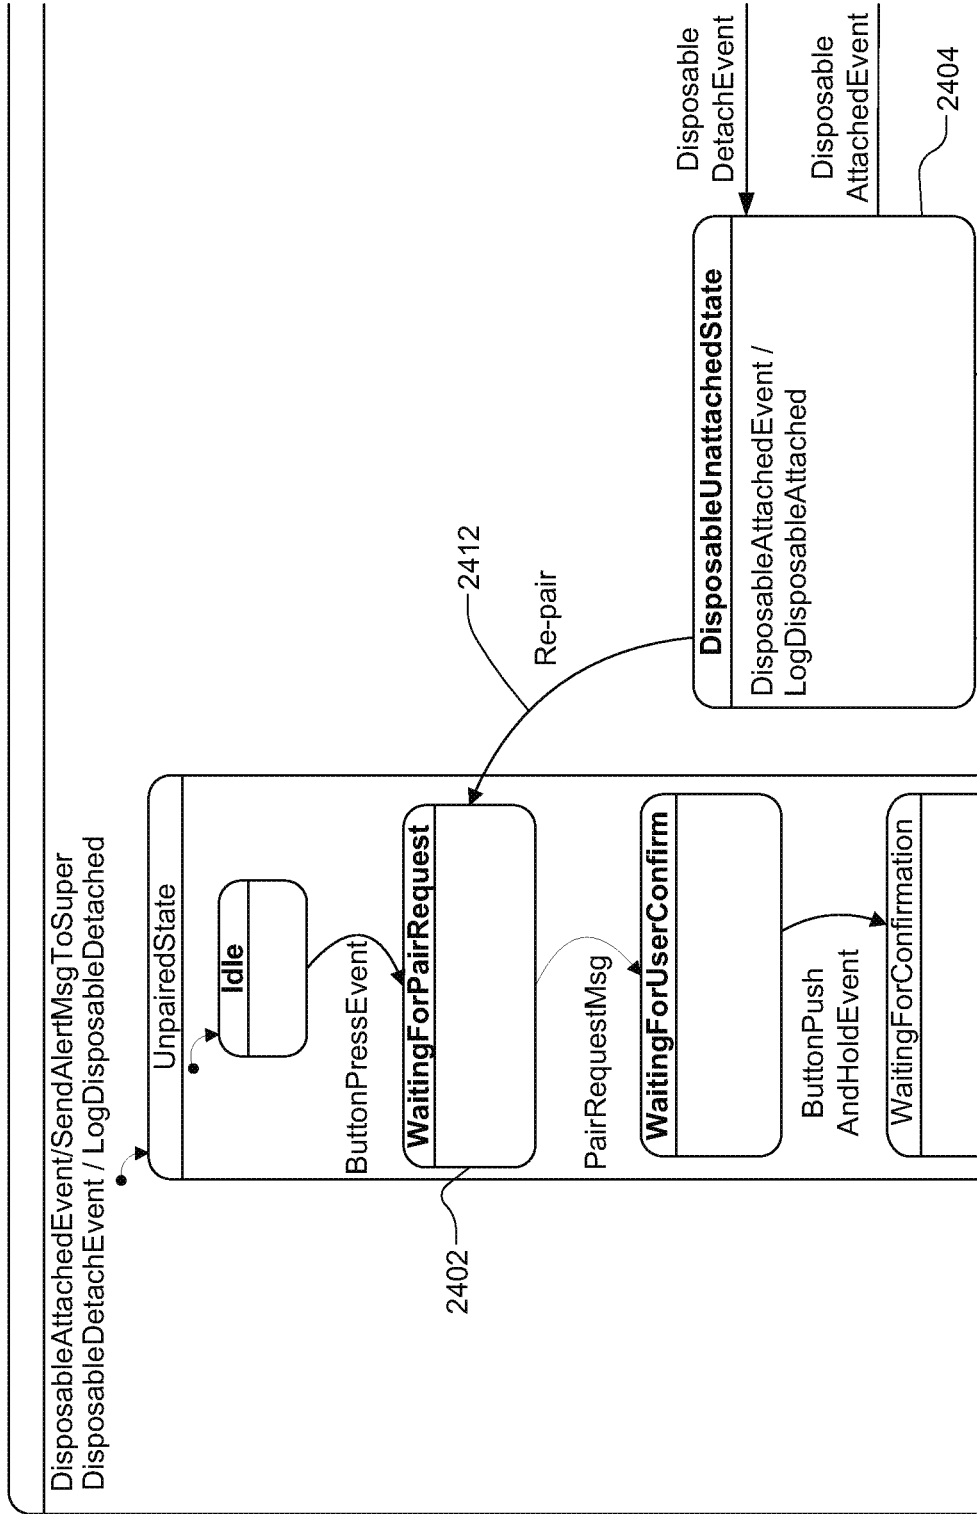 DisposableAttachedEvent/SendAlertMsgToSuper
DisposableDetachEvent / LogDisposableDetached
UnpairedState
Idle
ButtonPressEvent
WaitingForPairRequest
2402
PairRequestMsg
WaitingForUserConfirm
ButtonPush
AndHoldEvent
WaitingForConfirmation
2412
Re-pair
DisposableUnattachedState
DisposableAttachedEvent /
LogDisposableAttached
Disposable
DetachEvent
Disposable
AttachedEvent
2404